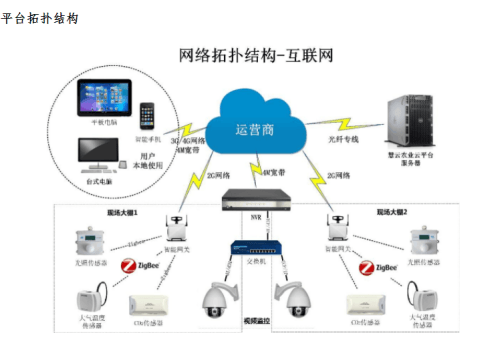 平台拓扑结构
网络拓扑结构-互联网
平板电脑
智能手机
台式电脑
用户
本地使用
3G/4G网络
4M宽带
运营商
光纤专线
慧云农业云平台
服务器
2G网络
4M宽带
2G网络
NVR
现场大棚1
现场大棚2
光照传感器
Zigbee
智能网关
ZigBee
Zigbee
大气温度
传感器
CO₂传感器
交换机
视频监控
智能网关
光照传感器
ZigBee
CO₂传感器
大气温度
传感器